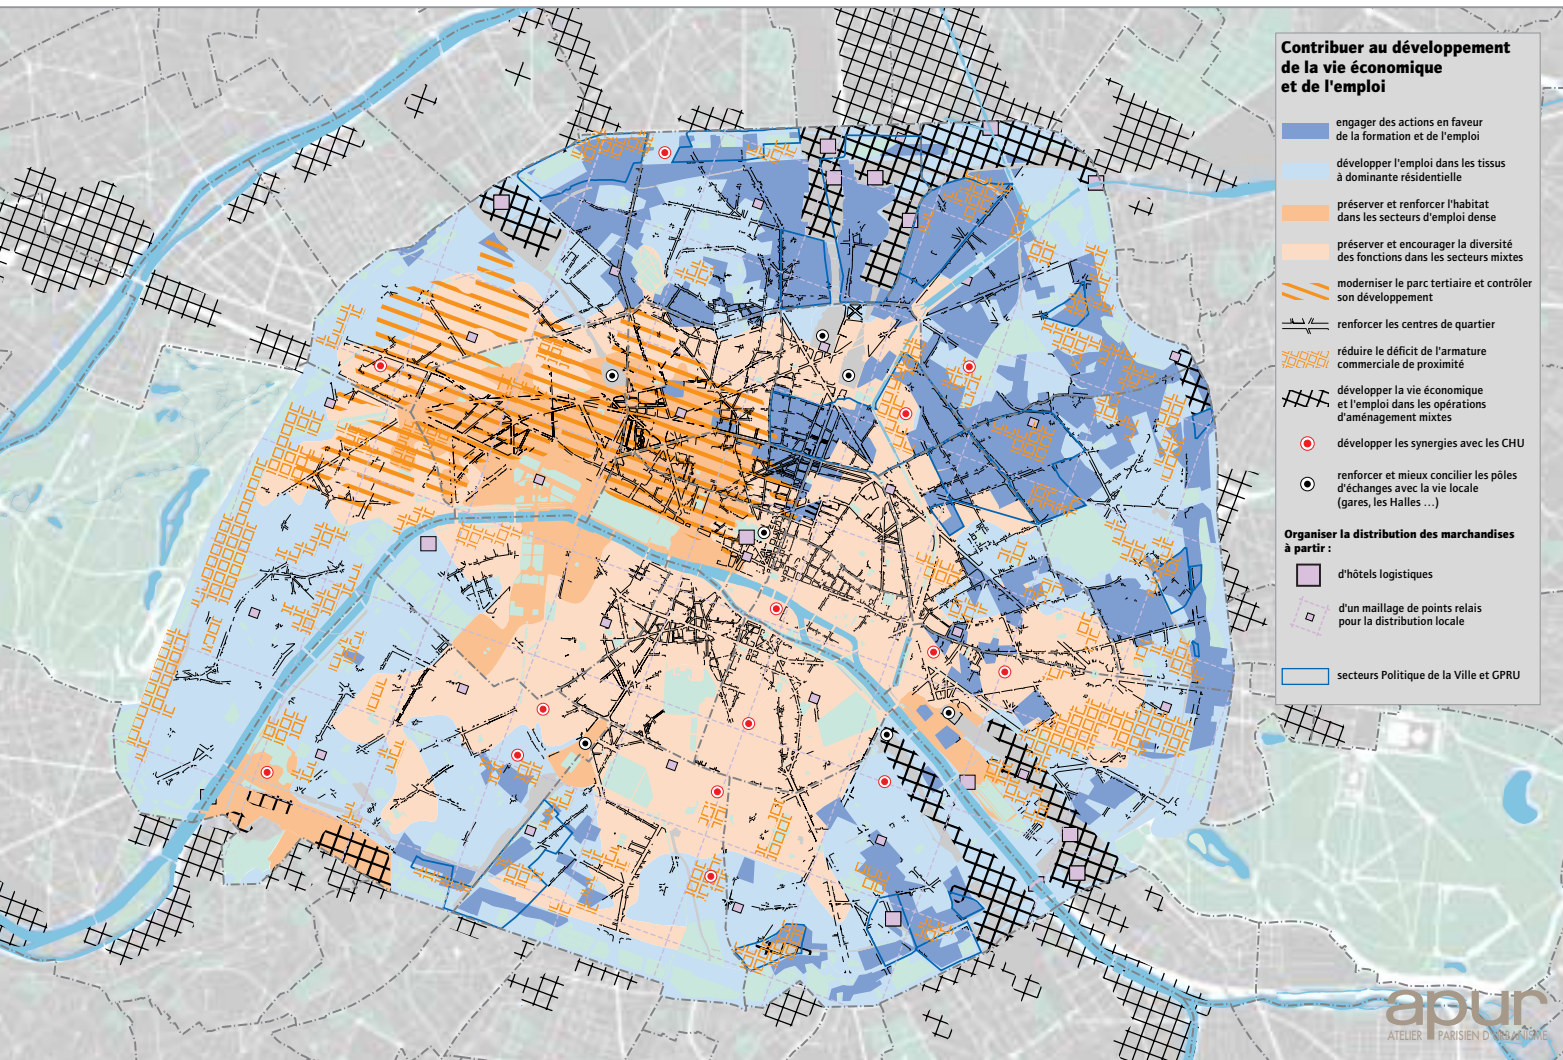 Contribuer au développement
de la vie économique
et de l'emploi
engager des actions en faveur
de la formation et de l'emploi
développer l'emploi dans les tissus
à dominante résidentielle
préserver et renforcer l'habitat
dans les secteurs d'emploi dense
préserver et encourager la diversité
des fonctions dans les secteurs mixtes
moderniser le parc tertiaire et contrôler
son développement
renforcer les centres de quartier
réduire le déficit de l'armature
commerciale de proximité
développer la vie économique
et l'emploi dans les opérations
d'aménagement mixtes
développer les synergies avec les CHU
renforcer et mieux concilier les pôles
d'échanges avec la vie locale
(gares, les Halles ...)
Organiser la distribution des marchandises
à partir :
d'hôtels logistiques
d'un maillage de points relais
pour la distribution locale
secteurs Politique de la Ville et GPRU
apur
ATELIER PARISIEN D'URBANISME